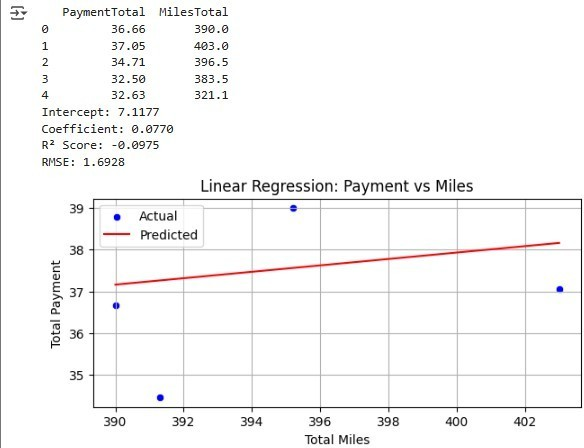 PaymentTotal MilesTotal
0 36.66 390.0
1 37.05 403.0
2 34.71 396.5
3 32.50 383.5
4 32.63 321.1
Intercept: 7.1177
Coefficient: 0.0770
R² Score: -0.0975
RMSE: 1.6928
Linear Regression: Payment vs Miles
Actual
Predicted
39
38
37
36
35
Total Payment
390 392 394 396 398 400 402
Total Miles